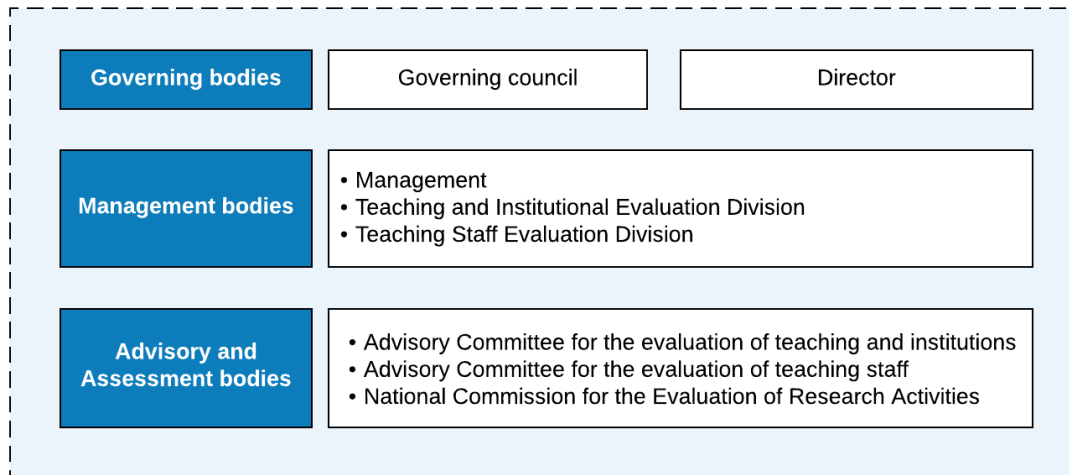 Governing bodies
Governing council
Director
Management bodies
• Management
• Teaching and Institutional Evaluation Division
• Teaching Staff Evaluation Division
Advisory and
Assessment bodies
• Advisory Committee for the evaluation of teaching and institutions
• Advisory Committee for the evaluation of teaching staff
• National Commission for the Evaluation of Research Activities